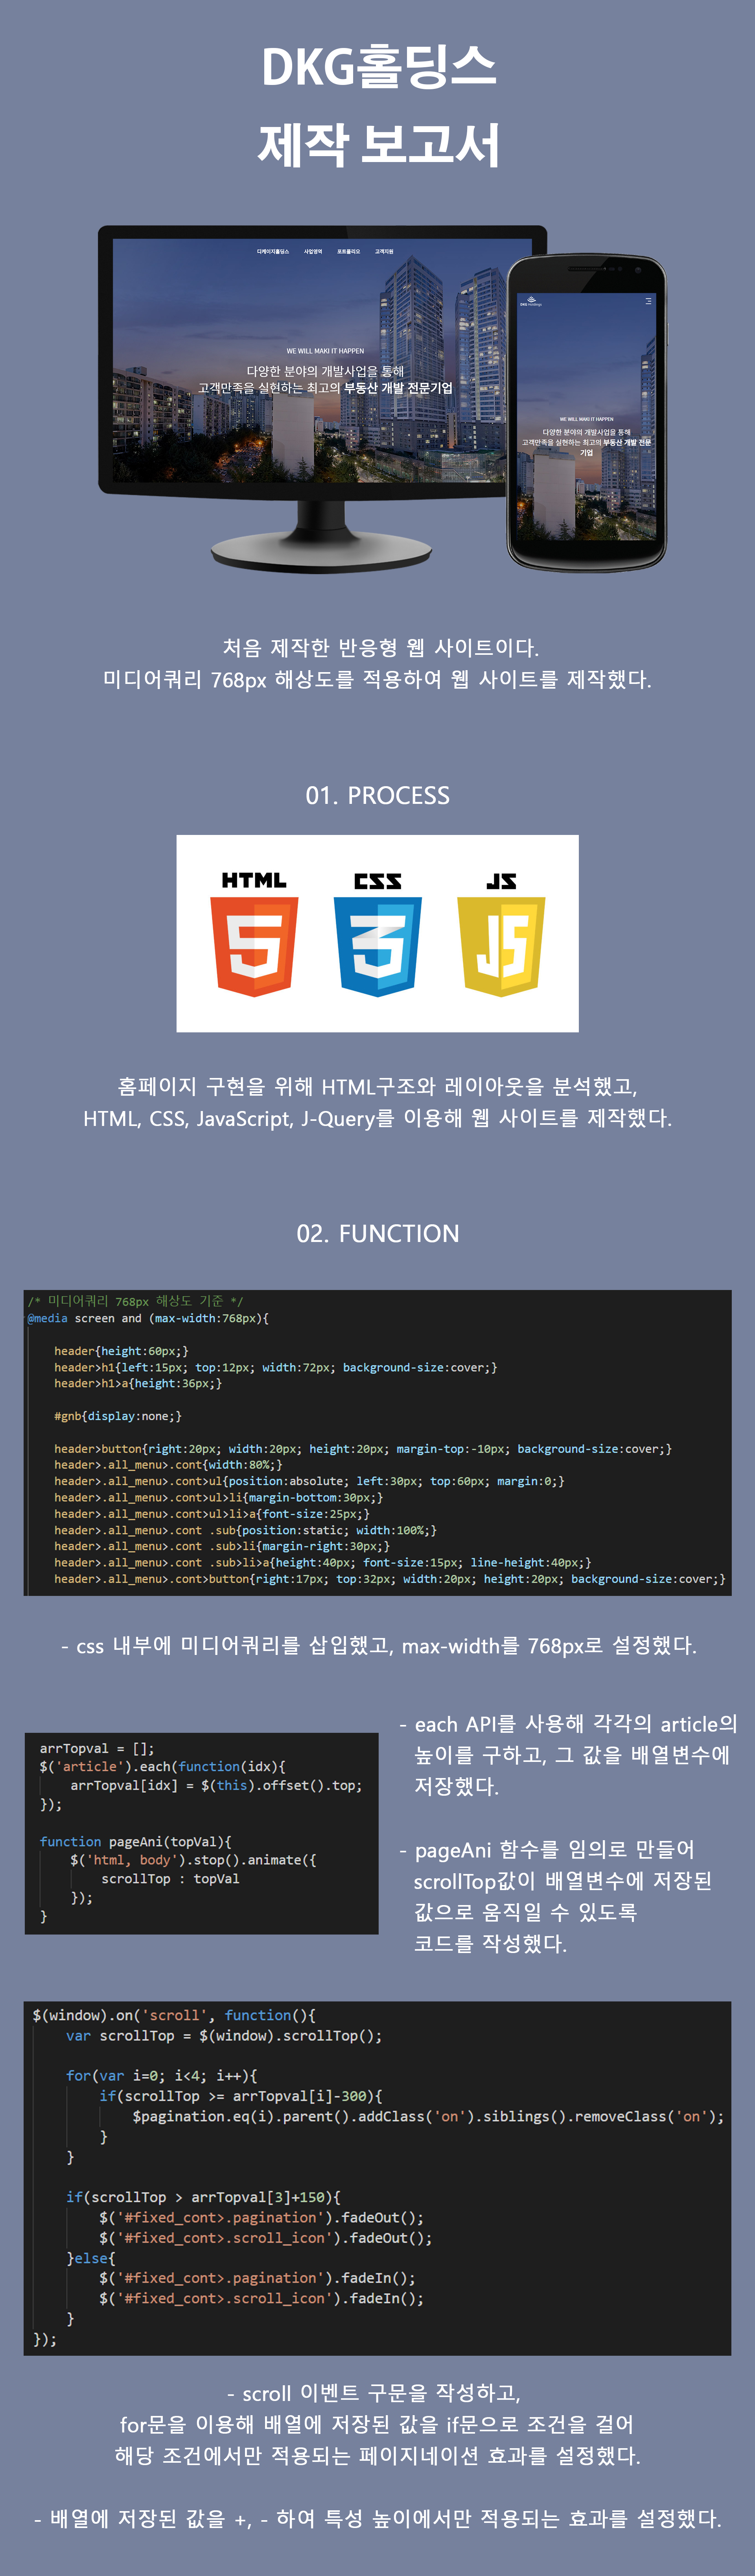 DKG홀딩스
제작 보고서
디케이지홀딩스 사업영역 포트폴리오 고객지원
WE WILL MAKI IT HAPPEN
다양한 분야의 개발사업을 통해
고객만족을 실현하는 최고의 부동산 개발 전문기업
DKG Holdings
WE WILL MAKI IT HAPPEN
다양한 분야의 개발사업을 통해
고객만족을 실현하는 최고의 부동산 개발 전문
기업
처음 제작한 반응형 웹 사이트이다.
미디어쿼리 768px 해상도를 적용하여 웹 사이트를 제작했다.
01. PROCESS
HTML CSS JS
5 3 JS
홈페이지 구현을 위해 HTML구조와 레이아웃을 분석했고,
HTML, CSS, JavaScript, J-Query를 이용해 웹 사이트를 제작했다.
02. FUNCTION
/* 미디어쿼리 768px 해상도 기준 */
@media screen and (max-width:768px){
header{height:60px;}
header>h1{left:15px; top:12px; width:72px; background-size:cover;}
header>h1>a{height:36px;}
#gnb{display:none;}
header>button{right:20px; width:20px; height:20px; margin-top:-10px; background-size:cover;}
header>.all_menu>.cont{width:80%;}
header>.all_menu>.cont>ul{position:absolute; left:30px; top:60px; margin:0;}
header>.all_menu>.cont>ul>li{margin-bottom:30px;}
header>.all_menu>.cont>ul>li>a{font-size:25px;}
header>.all_menu>.cont .sub{position:static; width:100%;}
header>.all_menu>.cont .sub>li{margin-right:30px;}
header>.all_menu>.cont .sub>li>a{height:40px; font-size:15px; line-height:40px;}
header>.all_menu>.cont>button{right:17px; top:32px; width:20px; height:20px; background-size:cover;}
- css 내부에 미디어쿼리를 삽입했고, max-width를 768px로 설정했다.
arrTopval = [];
$('article').each(function(idx){
arrTopval[idx] = $(this).offset().top;
});
function pageAni(topVal){
$('html, body').stop().animate({
scrollTop : topVal
});
}
- each API를 사용해 각각의 article의
높이를 구하고, 그 값을 배열변수에
저장했다.
- pageAni 함수를 임의로 만들어
scrollTop값이 배열변수에 저장된
값으로 움직일 수 있도록
코드를 작성했다.
$(window).on('scroll', function(){
var scrollTop = $(window).scrollTop();
for(var i=0; i<4; i++){
if(scrollTop >= arrTopval[i]-300){
$pagination.eq(i).parent().addClass('on').siblings().removeClass('on');
}
}
if(scrollTop > arrTopval[3]+150){
$('#fixed_cont>.pagination').fadeOut();
$('#fixed_cont>.scroll_icon').fadeOut();
}else{
$('#fixed_cont>.pagination').fadeIn();
$('#fixed_cont>.scroll_icon').fadeIn();
}
});
- scroll 이벤트 구문을 작성하고,
for문을 이용해 배열에 저장된 값을 if문으로 조건을 걸어
해당 조건에서만 적용되는 페이지네이션 효과를 설정했다.
- 배열에 저장된 값을 +, - 하여 특성 높이에서만 적용되는 효과를 설정했다.